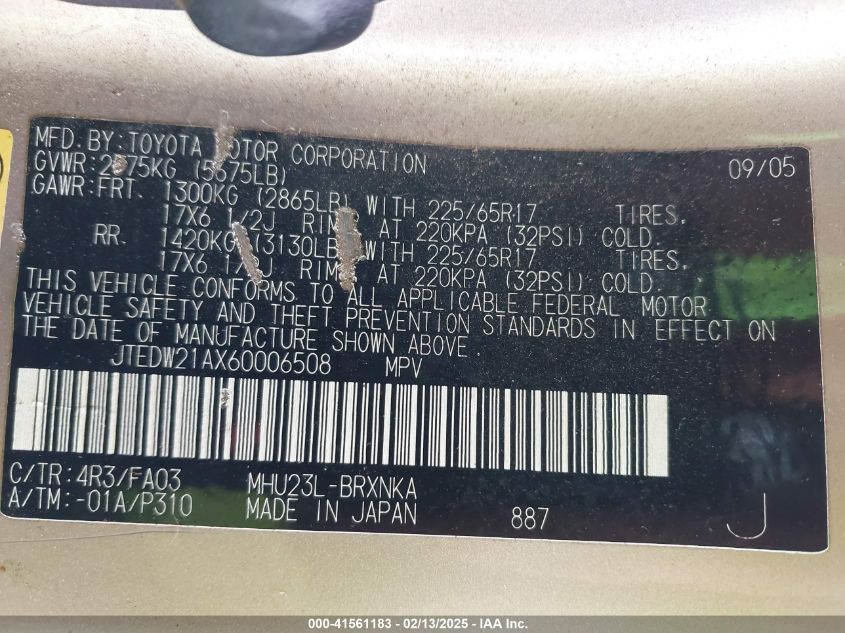 MFD. BY: TOYOTA MOTOR CORPORATION 09/05
GVWR: 2575KG (5675LB)
GAWR: FRT. 1300KG (2865LB) WITH 225/65R17 TIRES,
17X6 1/2J RIMS AT 220KPA (32PSI) COLD.
RR. 1420KG (3130LB) WITH 225/65R17 TIRES,
17X6 1/2J RIMS AT 220KPA (32PSI) COLD.
THIS VEHICLE CONFORMS TO ALL APPLICABLE FEDERAL MOTOR
VEHICLE SAFETY AND THEFT PREVENTION STANDARDS IN EFFECT ON
THE DATE OF MANUFACTURE SHOWN ABOVE.
JTEDW21AX60006508 MPV
C/TR: 4R3/FA03 MHU23L-BRXNKA
A/TM: -01A/P310 MADE IN JAPAN 887 J
000-41561183 - 02/13/2025 - IAA Inc.